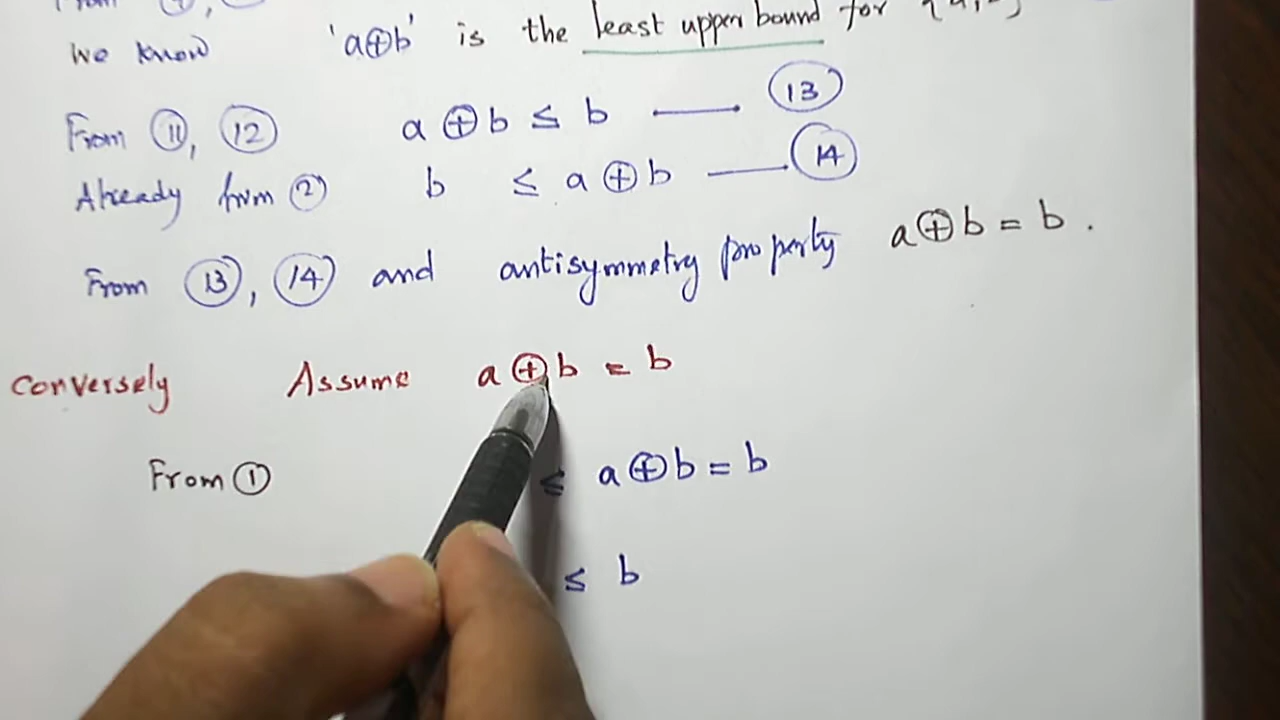 we know 'a⊕b' is the least upper bound for
From ⑪, ⑫ a ⊕ b ≤ b —— ⑬
Already from ② b ≤ a ⊕ b —— ⑭
From ⑬, ⑭ and antisymmetry property a ⊕ b = b .
Conversely Assume a ⊕ b = b
From ① ≤ a ⊕ b = b
≤ b